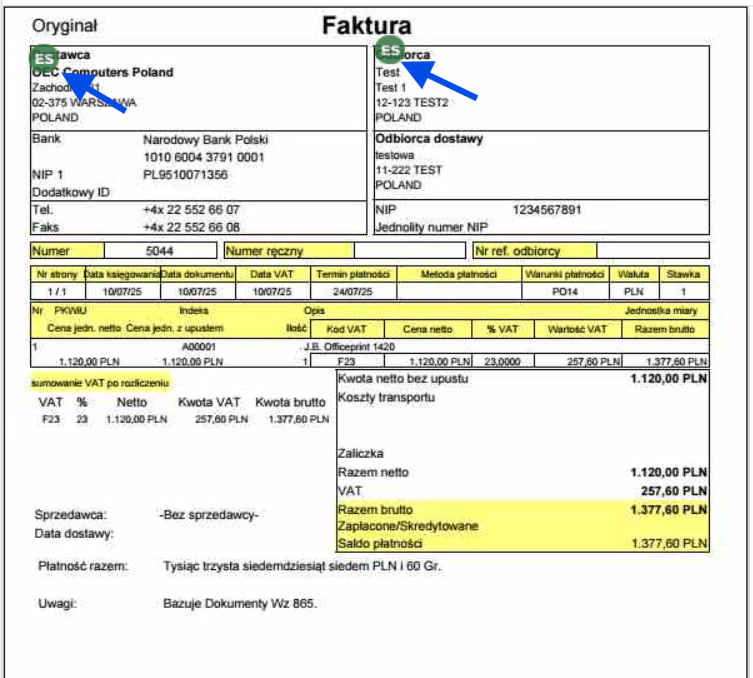 Oryginał
Faktura
ES
OEC Computers Poland
02-375
POLAND
ES
Test
Test 1
12-123 TEST2
POLAND
Bank Narodowy Bank Polski
1010 6004 3791 0001
NIP 1 PL9510071356
Dodatkowy ID
Tel. +4x 22 552 66 07
Faks +4x 22 552 66 08
Odbiorca dostawy
testowa
11-222 TEST
POLAND
NIP 1234567891
Jednolity numer NIP
Numer 5044 Numer ręczny Nr ref. odbiorcy
Nr strony Data księgowania Data dokumentu Data VAT Termin płatności Metoda płatności Warunki płatności Waluta Stawka
1 / 1 10/07/25 10/07/25 10/07/25 24/07/25 PO14 PLN 1
Nr PKWiU Indeks Opis Jednostka miary
Cena jedn. netto Cena jedn. z upustem Ilość Kod VAT Cena netto % VAT Wartość VAT Razem brutto
1 A00001 J.B. Officeprint 1420
1.120,00 PLN 1.120,00 PLN 1 F23 1.120,00 PLN 23,0000 257,60 PLN 1.377,60 PLN
sumowanie VAT po rozliczeniu
VAT % Netto Kwota VAT Kwota brutto
F23 23 1.120,00 PLN 257,60 PLN 1.377,60 PLN
Kwota netto bez upustu 1.120,00 PLN
Koszty transportu
Zaliczka
Razem netto 1.120,00 PLN
VAT 257,60 PLN
Razem brutto 1.377,60 PLN
Zapłacone/Skredytowane
Saldo płatności 1.377,60 PLN
Sprzedawca: -Bez sprzedawcy-
Data dostawy:
Płatność razem: Tysiąc trzysta siedemdziesiąt siedem PLN i 60 Gr.
Uwagi: Bazuje Dokumenty Wz 865.